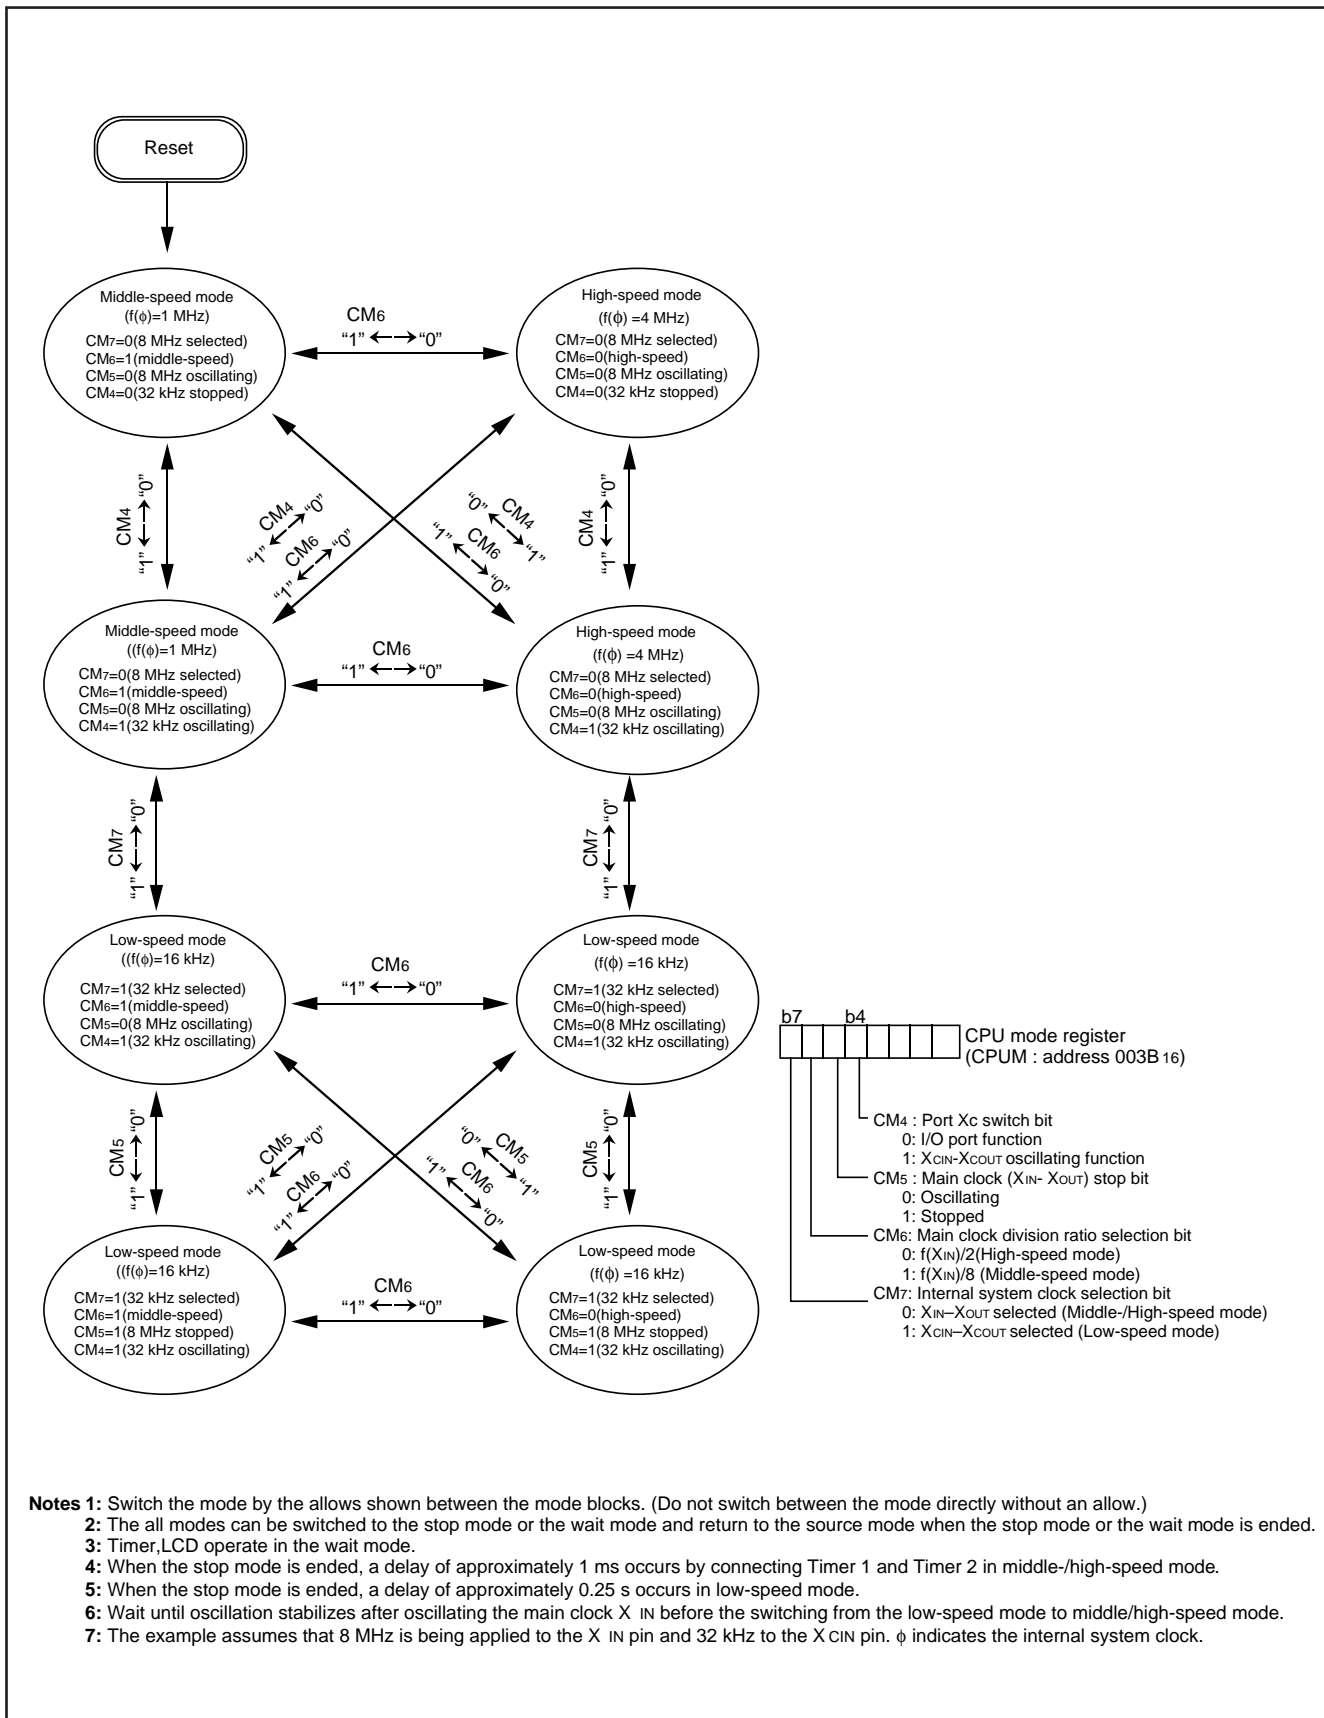 Reset
Middle-speed mode
(f(ϕ)=1 MHz)
CM7=0(8 MHz selected)
CM6=1(middle-speed)
CM5=0(8 MHz oscillating)
CM4=0(32 kHz stopped)
CM6
“1” ←→ “0”
High-speed mode
(f(ϕ) =4 MHz)
CM7=0(8 MHz selected)
CM6=0(high-speed)
CM5=0(8 MHz oscillating)
CM4=0(32 kHz stopped)
CM4
“1” ←→ “0”
CM4
“1” ←→ “0”
CM6
“1” ←→ “0”
CM4
“0” ←→ “1”
CM6
“1” ←→ “0”
CM4
“1” ←→ “0”
Middle-speed mode
((f(ϕ)=1 MHz)
CM7=0(8 MHz selected)
CM6=1(middle-speed)
CM5=0(8 MHz oscillating)
CM4=1(32 kHz oscillating)
CM6
“1” ←→ “0”
High-speed mode
(f(ϕ) =4 MHz)
CM7=0(8 MHz selected)
CM6=0(high-speed)
CM5=0(8 MHz oscillating)
CM4=1(32 kHz oscillating)
CM7
“1” ←→ “0”
CM7
“1” ←→ “0”
Low-speed mode
((f(ϕ)=16 kHz)
CM7=1(32 kHz selected)
CM6=1(middle-speed)
CM5=0(8 MHz oscillating)
CM4=1(32 kHz oscillating)
CM6
“1” ←→ “0”
Low-speed mode
(f(ϕ) =16 kHz)
CM7=1(32 kHz selected)
CM6=0(high-speed)
CM5=0(8 MHz oscillating)
CM4=1(32 kHz oscillating)
CM5
“1” ←→ “0”
CM5
“1” ←→ “0”
CM6
“1” ←→ “0”
CM5
“0” ←→ “1”
CM6
“1” ←→ “0”
CM5
“1” ←→ “0”
Low-speed mode
((f(ϕ)=16 kHz)
CM7=1(32 kHz selected)
CM6=1(middle-speed)
CM5=1(8 MHz stopped)
CM4=1(32 kHz oscillating)
CM6
“1” ←→ “0”
Low-speed mode
(f(ϕ) =16 kHz)
CM7=1(32 kHz selected)
CM6=0(high-speed)
CM5=1(8 MHz stopped)
CM4=1(32 kHz oscillating)
b7 b4
CPU mode register
(CPUM : address 003B16)
CM4 : Port Xc switch bit
0: I/O port function
1: XCIN-XCOUT oscillating function
CM5 : Main clock (XIN- XOUT) stop bit
0: Oscillating
1: Stopped
CM6: Main clock division ratio selection bit
0: f(XIN)/2(High-speed mode)
1: f(XIN)/8 (Middle-speed mode)
CM7: Internal system clock selection bit
0: XIN–XOUT selected (Middle-/High-speed mode)
1: XCIN–XCOUT selected (Low-speed mode)
Notes 1: Switch the mode by the allows shown between the mode blocks. (Do not switch between the mode directly without an allow.)
2: The all modes can be switched to the stop mode or the wait mode and return to the source mode when the stop mode or the wait mode is ended.
3: Timer,LCD operate in the wait mode.
4: When the stop mode is ended, a delay of approximately 1 ms occurs by connecting Timer 1 and Timer 2 in middle-/high-speed mode.
5: When the stop mode is ended, a delay of approximately 0.25 s occurs in low-speed mode.
6: Wait until oscillation stabilizes after oscillating the main clock X IN before the switching from the low-speed mode to middle/high-speed mode.
7: The example assumes that 8 MHz is being applied to the X IN pin and 32 kHz to the X CIN pin. ϕ indicates the internal system clock.